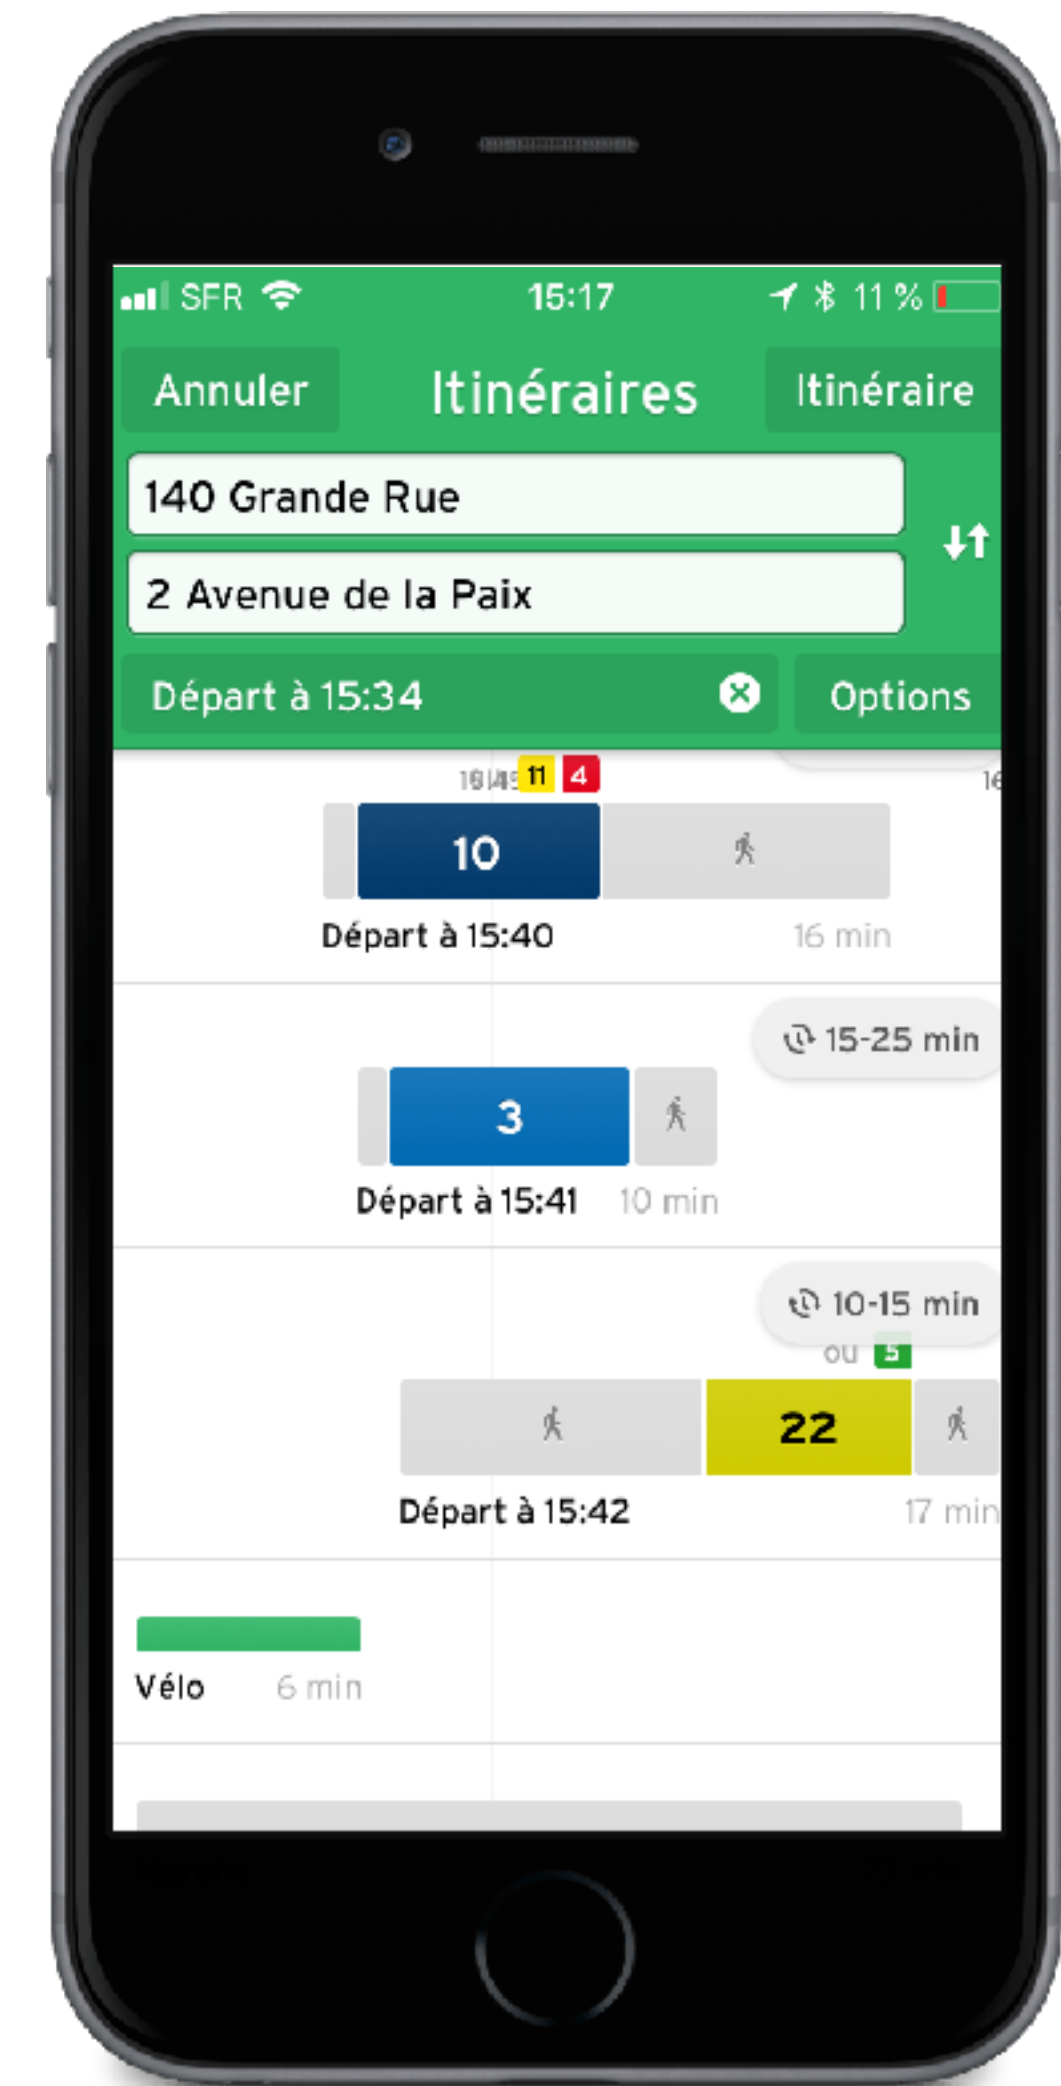 SFR 15:17 11 %
Annuler Itinéraires Itinéraire
140 Grande Rue
2 Avenue de la Paix
Départ à 15:34 Options
11 4
10
Départ à 15:40 16 min
15-25 min
3
Départ à 15:41 10 min
10-15 min
ou 5
22
Départ à 15:42 17 min
Vélo 6 min